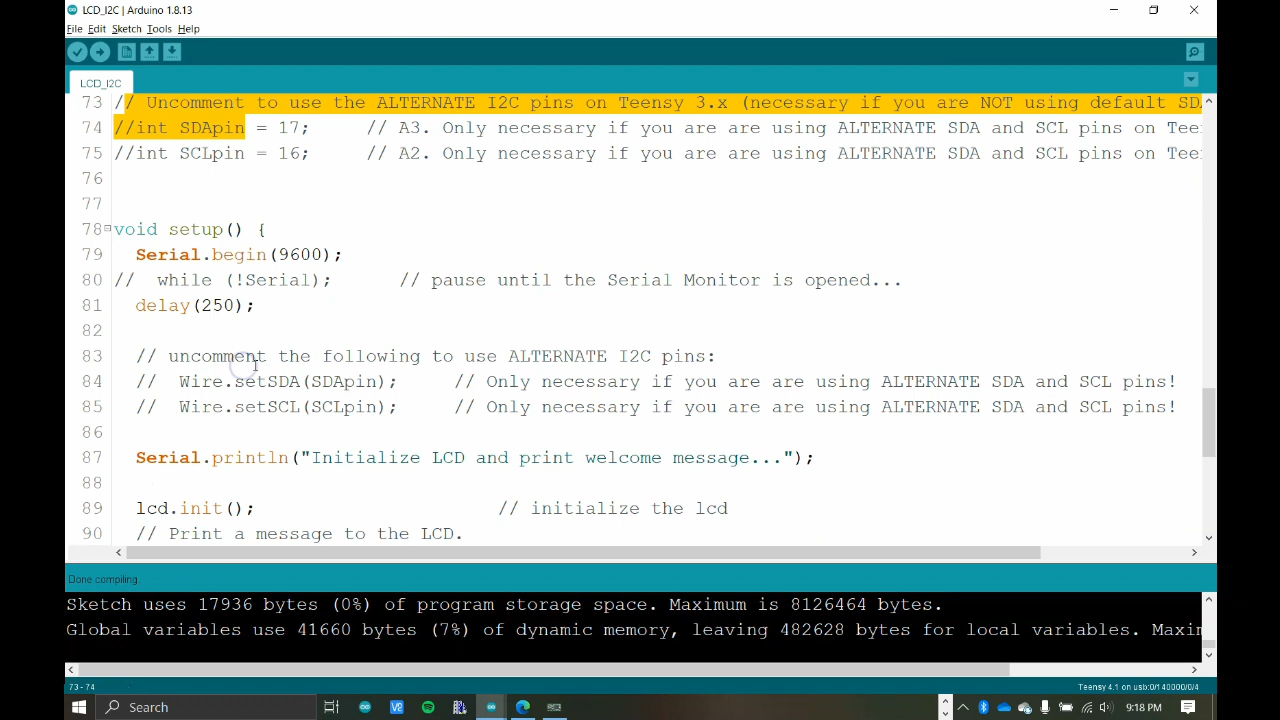 LCD_I2C | Arduino 1.8.13
File Edit Sketch Tools Help
LCD_I2C
73 // Uncomment to use the ALTERNATE I2C pins on Teensy 3.x (necessary if you are NOT using default SD
74 //int SDApin = 17; // A3. Only necessary if you are are using ALTERNATE SDA and SCL pins on Tee
75 //int SCLpin = 16; // A2. Only necessary if you are are using ALTERNATE SDA and SCL pins on Tee
76
77
78 void setup() {
79 Serial.begin(9600);
80 // while (!Serial); // pause until the Serial Monitor is opened...
81 delay(250);
82
83 // uncomment the following to use ALTERNATE I2C pins:
84 // Wire.setSDA(SDApin); // Only necessary if you are are using ALTERNATE SDA and SCL pins!
85 // Wire.setSCL(SCLpin); // Only necessary if you are are using ALTERNATE SDA and SCL pins!
86
87 Serial.println("Initialize LCD and print welcome message...");
88
89 lcd.init(); // initialize the lcd
90 // Print a message to the LCD.
Done compiling.
Sketch uses 17936 bytes (0%) of program storage space. Maximum is 8126464 bytes.
Global variables use 41660 bytes (7%) of dynamic memory, leaving 482628 bytes for local variables. Maxim
73 - 74
Teensy 4.1 on usb:0/140000/0/4
Search
9:18 PM